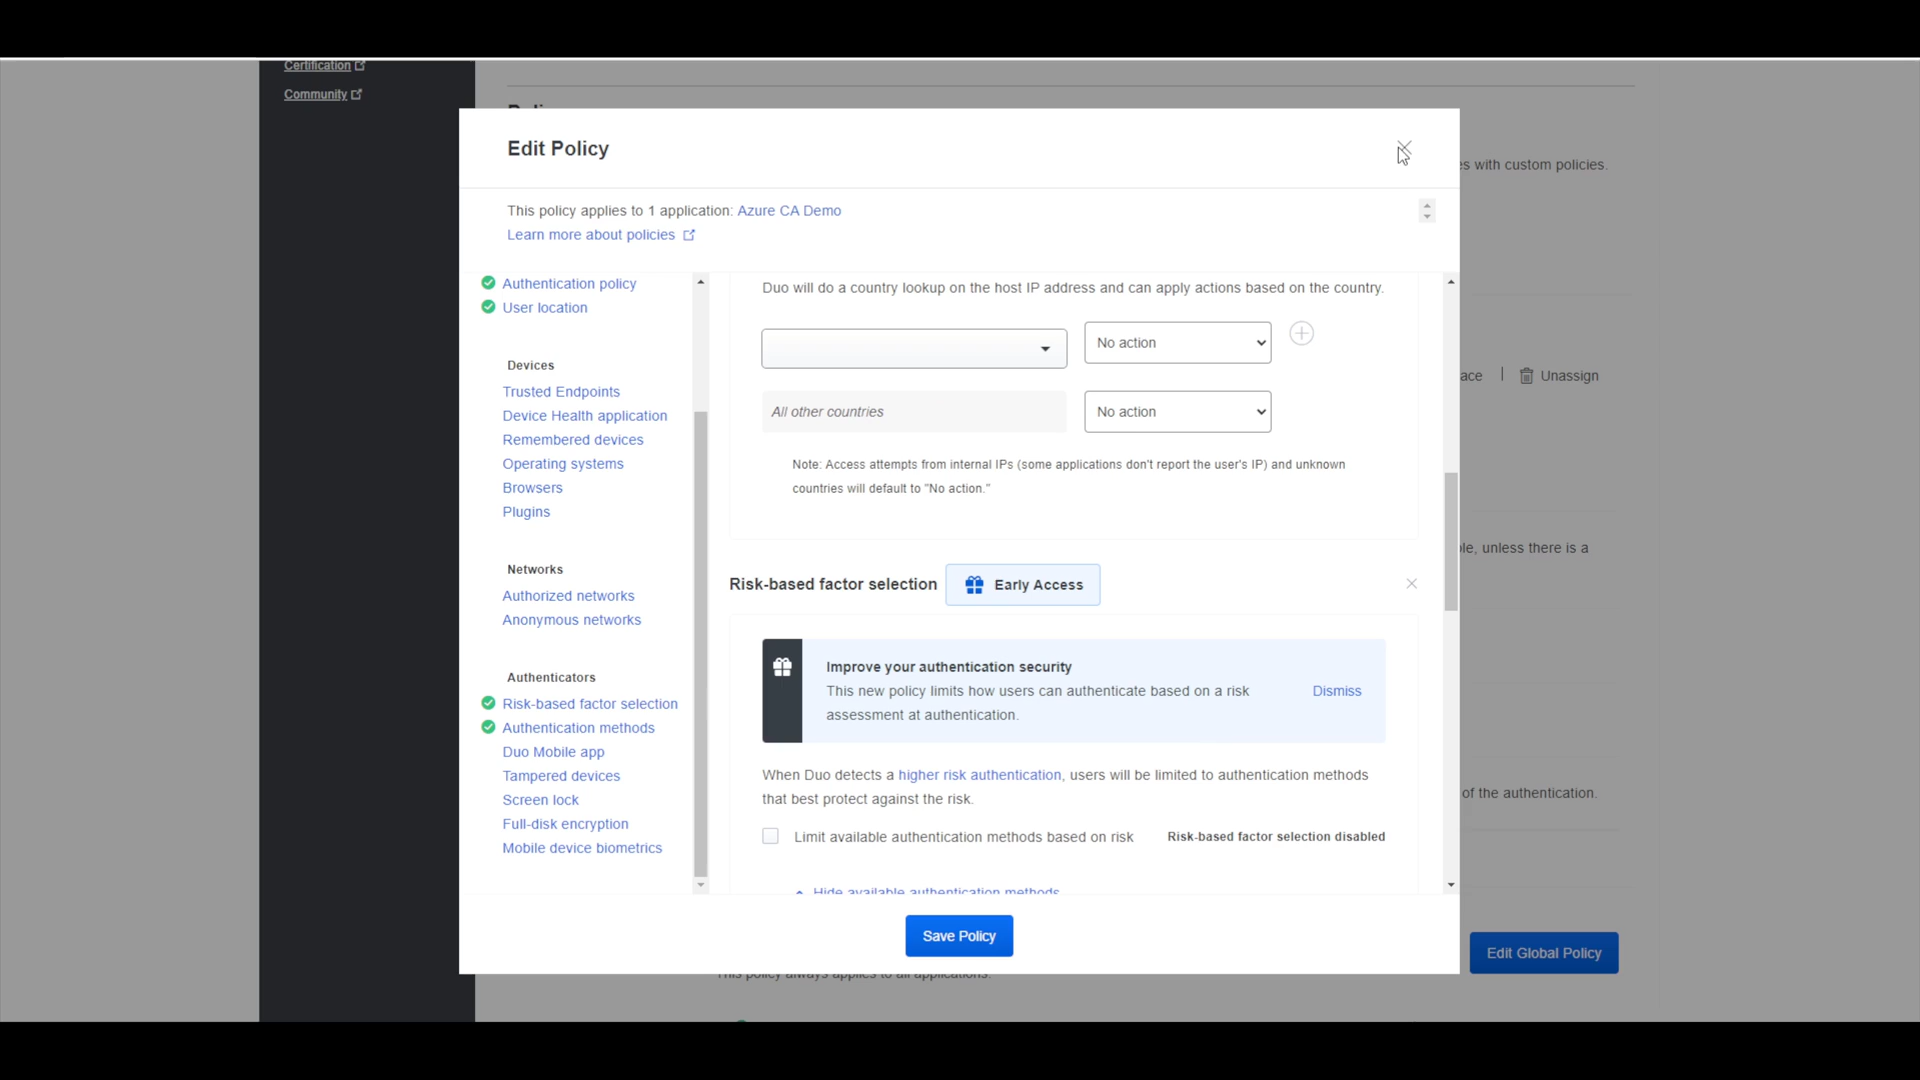 Certification
Community
Edit Policy
es with custom policies.
This policy applies to 1 application: Azure CA Demo
Learn more about policies
Authentication policy
User location
Devices
Trusted Endpoints
Device Health application
Remembered devices
Operating systems
Browsers
Plugins
Networks
Authorized networks
Anonymous networks
Authenticators
Risk-based factor selection
Authentication methods
Duo Mobile app
Tampered devices
Screen lock
Full-disk encryption
Mobile device biometrics
Duo will do a country lookup on the host IP address and can apply actions based on the country.
No action
All other countries
No action
Note: Access attempts from internal IPs (some applications don't report the user's IP) and unknown
countries will default to "No action."
Risk-based factor selection
Early Access
Improve your authentication security
This new policy limits how users can authenticate based on a risk
assessment at authentication.
Dismiss
When Duo detects a higher risk authentication, users will be limited to authentication methods
that best protect against the risk.
Limit available authentication methods based on risk
Risk-based factor selection disabled
Hide available authentication methods
Save Policy
ace | Unassign
ble, unless there is a
of the authentication.
Edit Global Policy
This policy always applies to all applications.